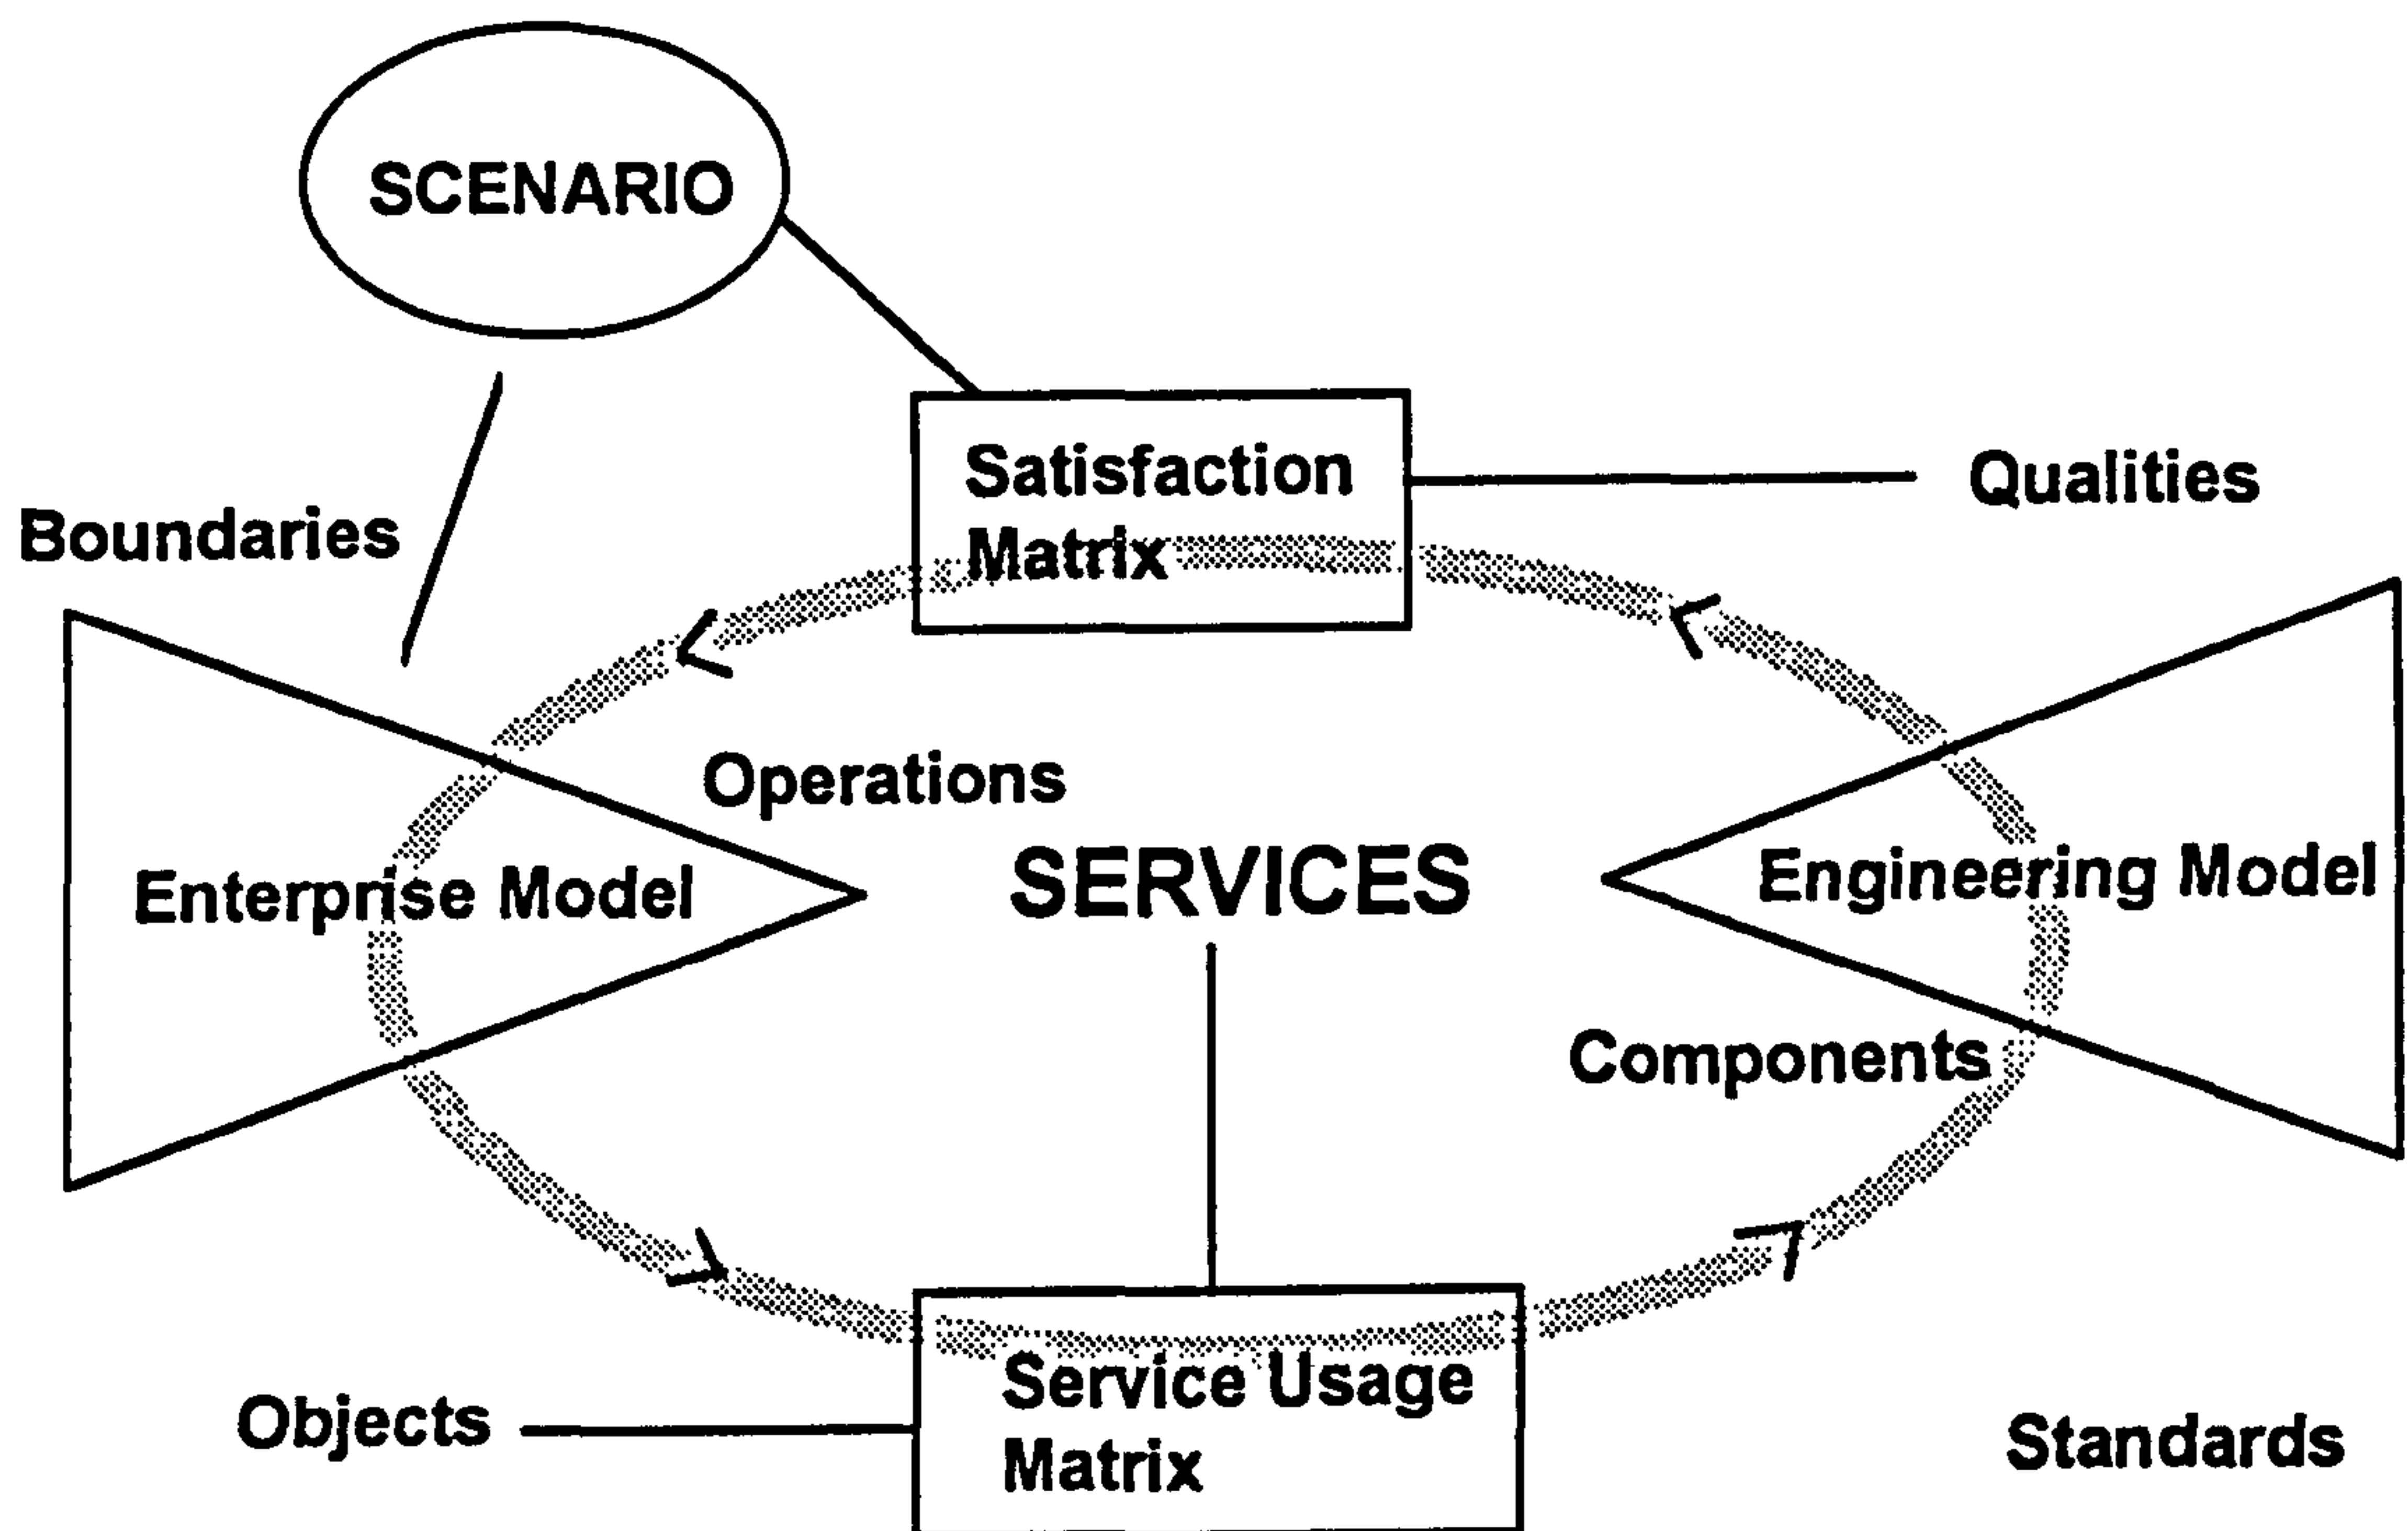 SCENARIO
Satisfaction
Matrix
Qualities
Boundaries
Operations
Enterprise Model
SERVICES
Engineering Model
Components
Service Usage
Matrix
Objects
Standards